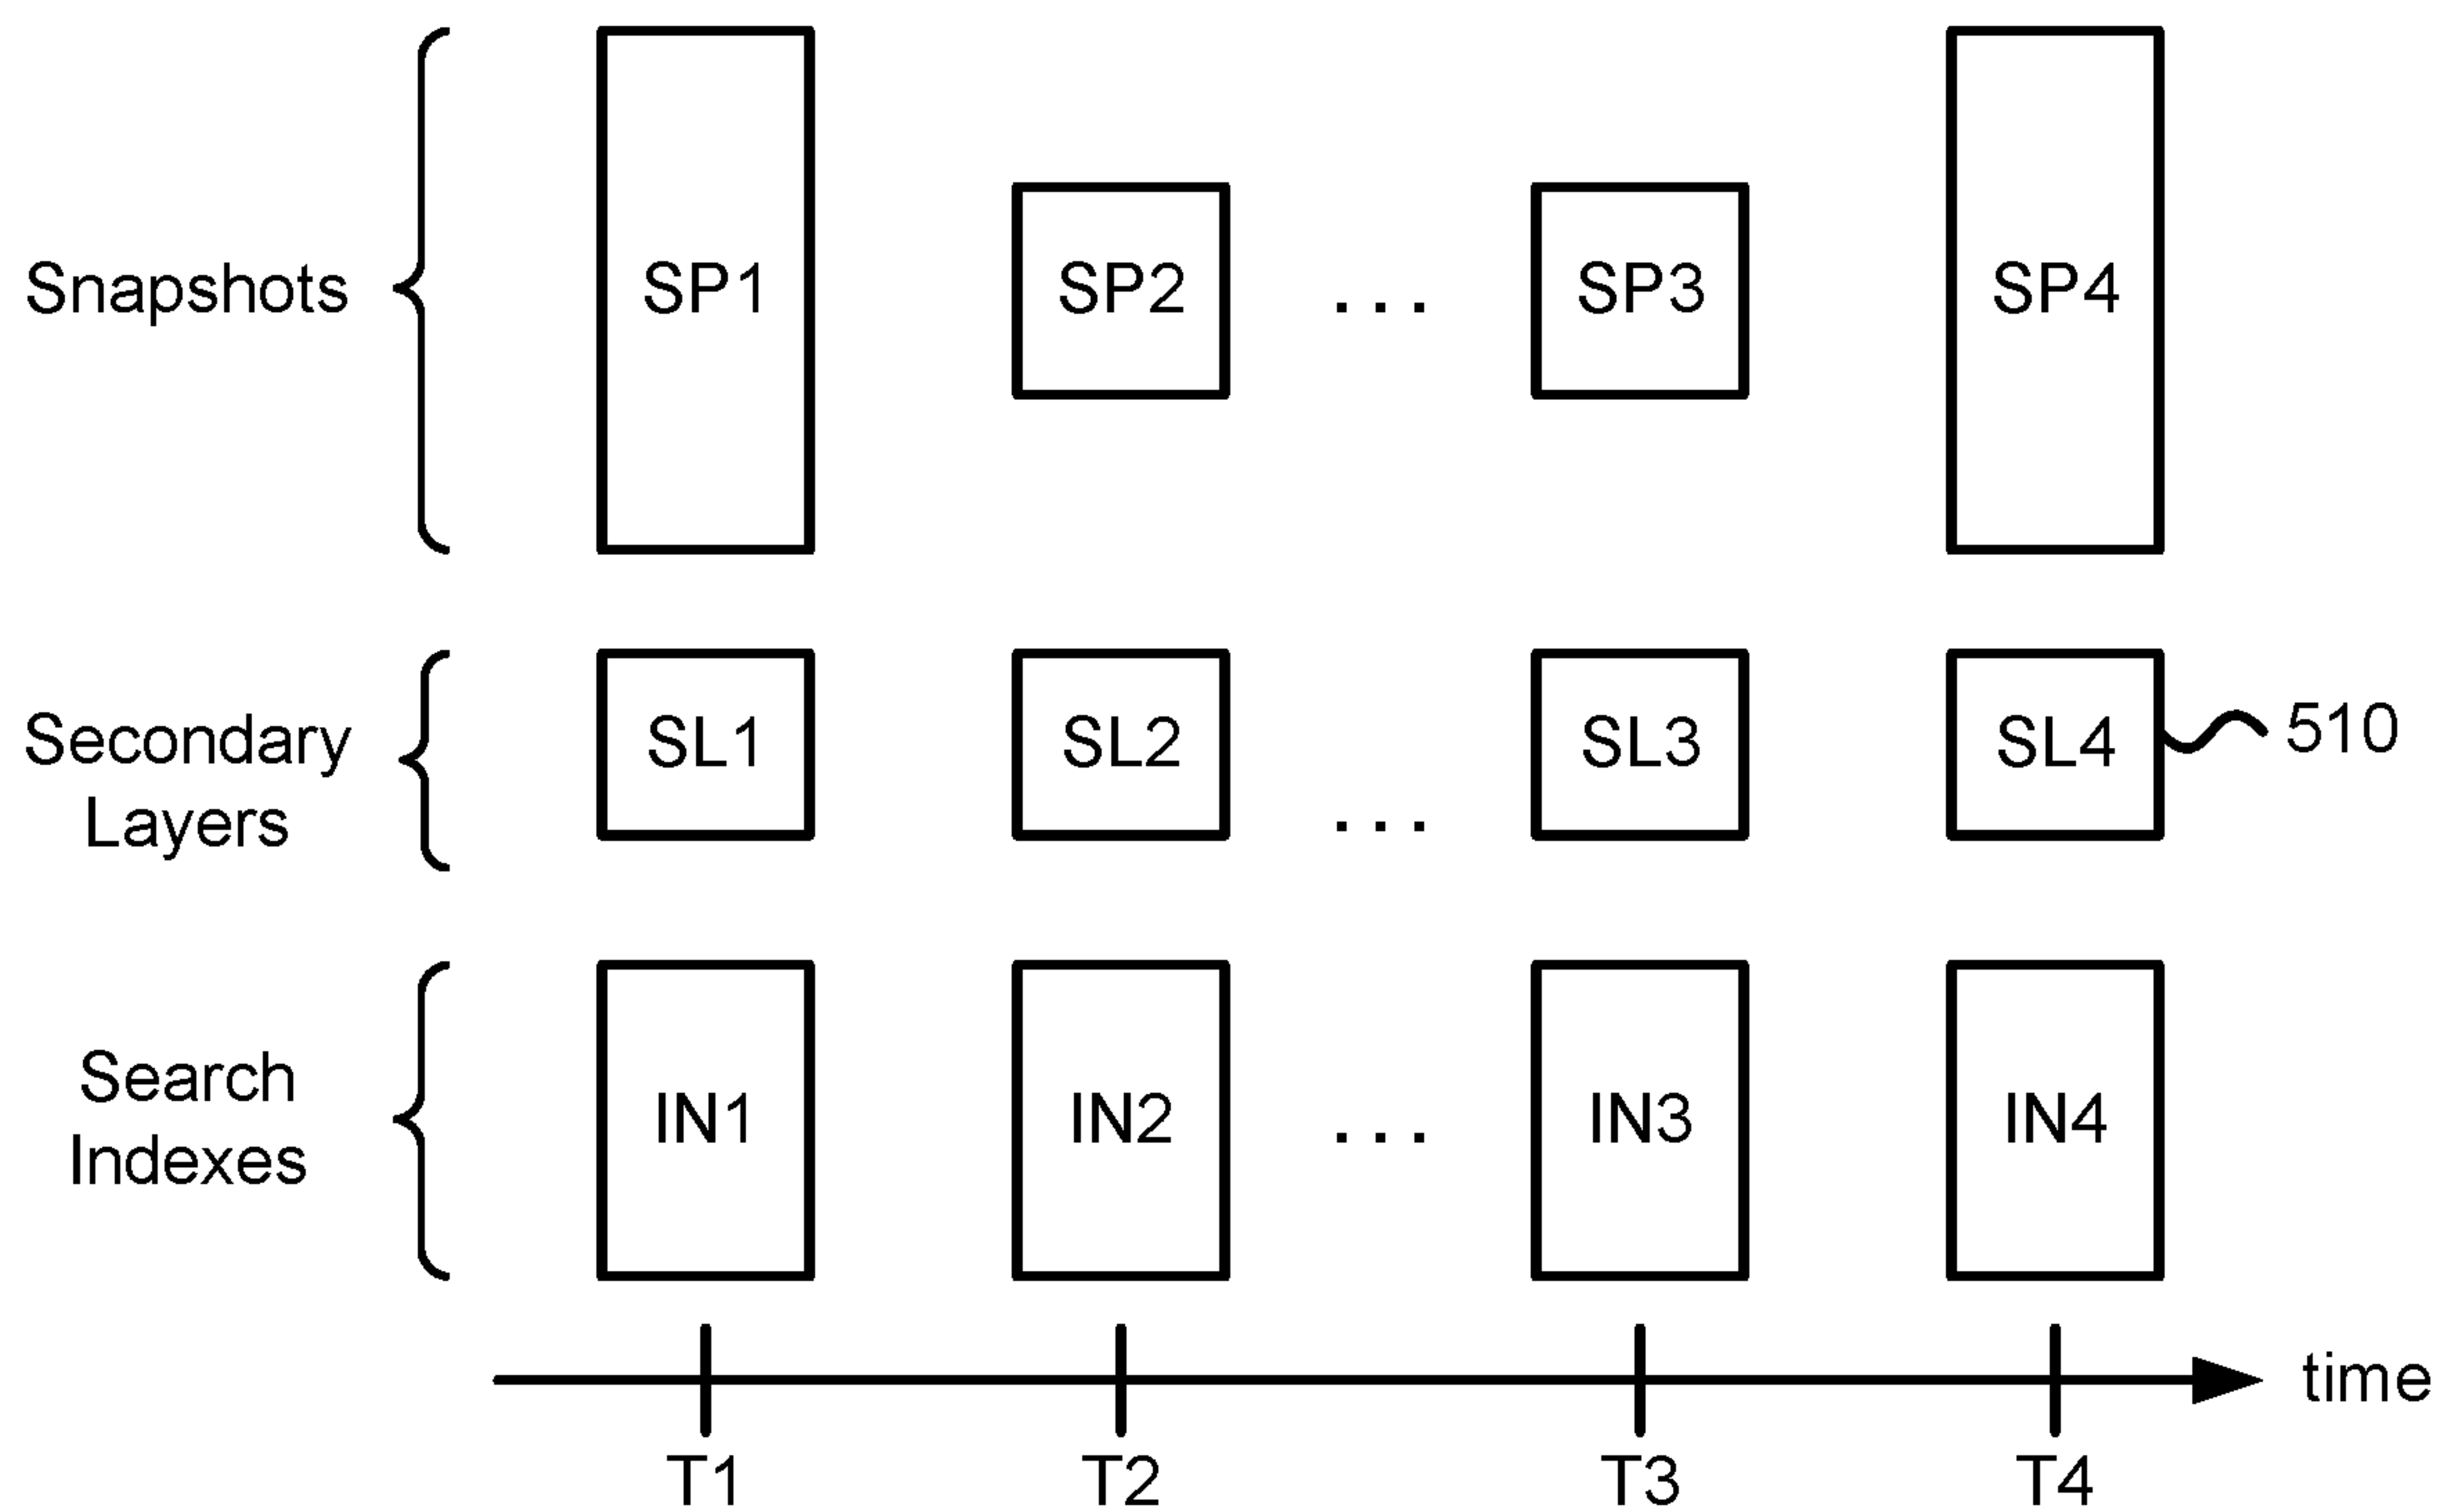 Snapshots
SP1
SP2
...
SP3
SP4
Secondary
Layers
SL1
SL2
...
SL3
SL4
510
Search
Indexes
IN1
IN2
...
IN3
IN4
time
T1
T2
T3
T4